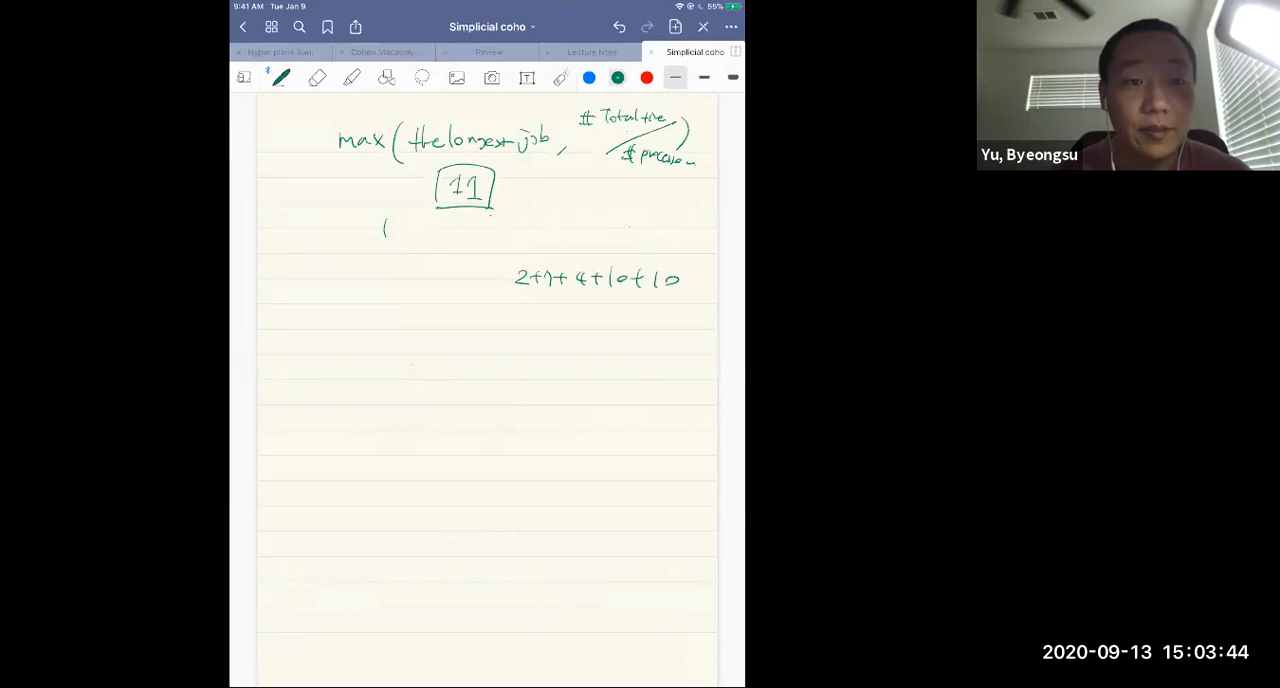 9:41 AM Tue Jan 9
55%
Simplicial coho
Hyper plane Ran
Cohen Macaulay...
Review
Lecture Note
Simplicial coho
max ( the longest job , # Total time
# processor )
11
(
2+7+4+10+10
Yu, Byeongsu
2020-09-13 15:03:44